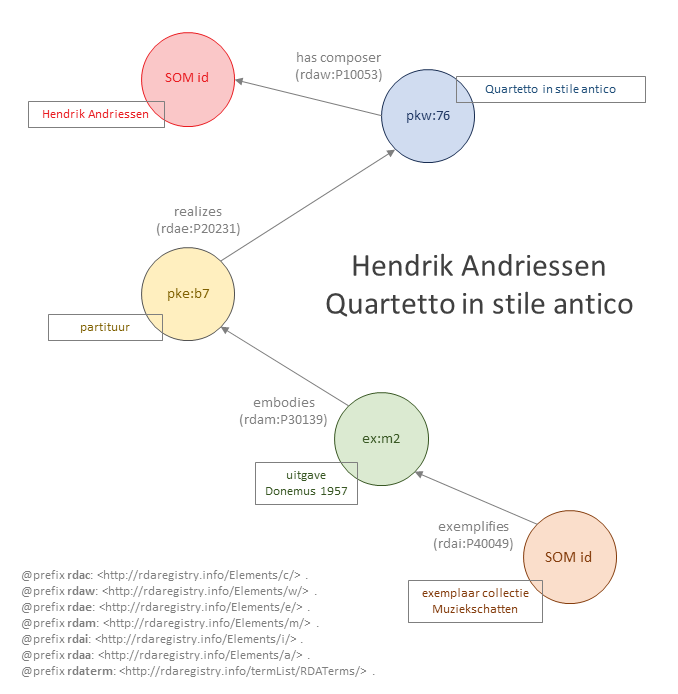 has composer
(rdaw:P10053)
SOM id
Hendrik Andriessen
Quartetto in stile antico
pkw:76
realizes
(rdae:P20231)
Hendrik Andriessen
Quartetto in stile antico
pke:b7
partituur
embodies
(rdam:P30139)
ex:m2
uitgave
Donemus 1957
exemplifies
(rdai:P40049)
SOM id
exemplaar collectie
Muziekschatten
@prefix rdac: <http://rdaregistry.info/Elements/c/> .
@prefix rdaw: <http://rdaregistry.info/Elements/w/> .
@prefix rdae: <http://rdaregistry.info/Elements/e/> .
@prefix rdam: <http://rdaregistry.info/Elements/m/> .
@prefix rdai: <http://rdaregistry.info/Elements/i/> .
@prefix rdaa: <http://rdaregistry.info/Elements/a/> .
@prefix rdaterm: <http://rdaregistry.info/termList/RDATerms/> .